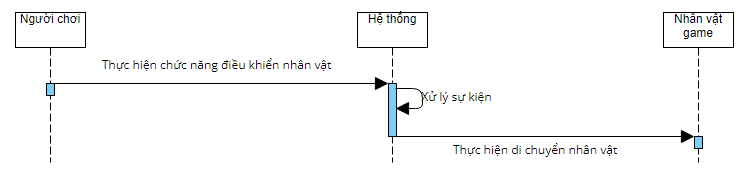 Người chơi
Hệ thống
Nhân vật
game
Thực hiện chức năng điều khiển nhân vật
Xử lý sự kiện
Thực hiện di chuyển nhân vật